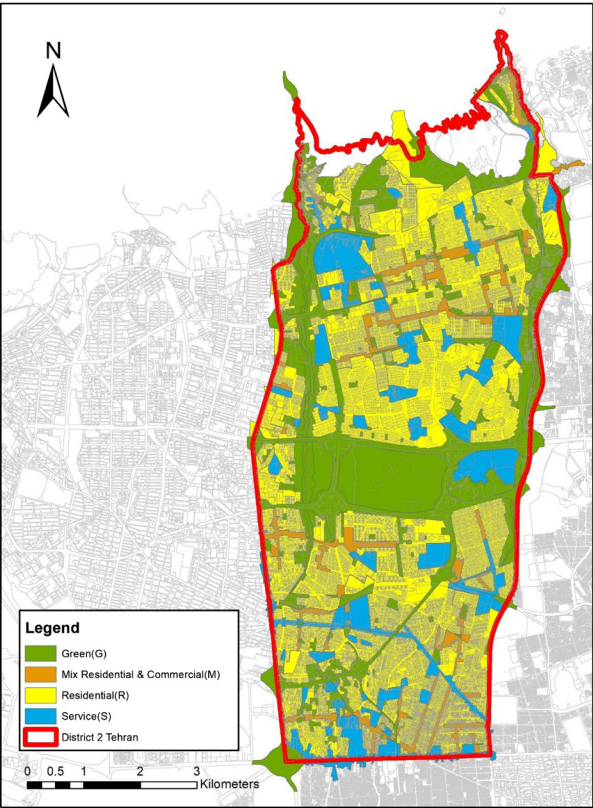 N
Legend
Green(G)
Mix Residential & Commercial(M)
Residential(R)
Service(S)
District 2 Tehran
0 0.5 1 2 3
Kilometers